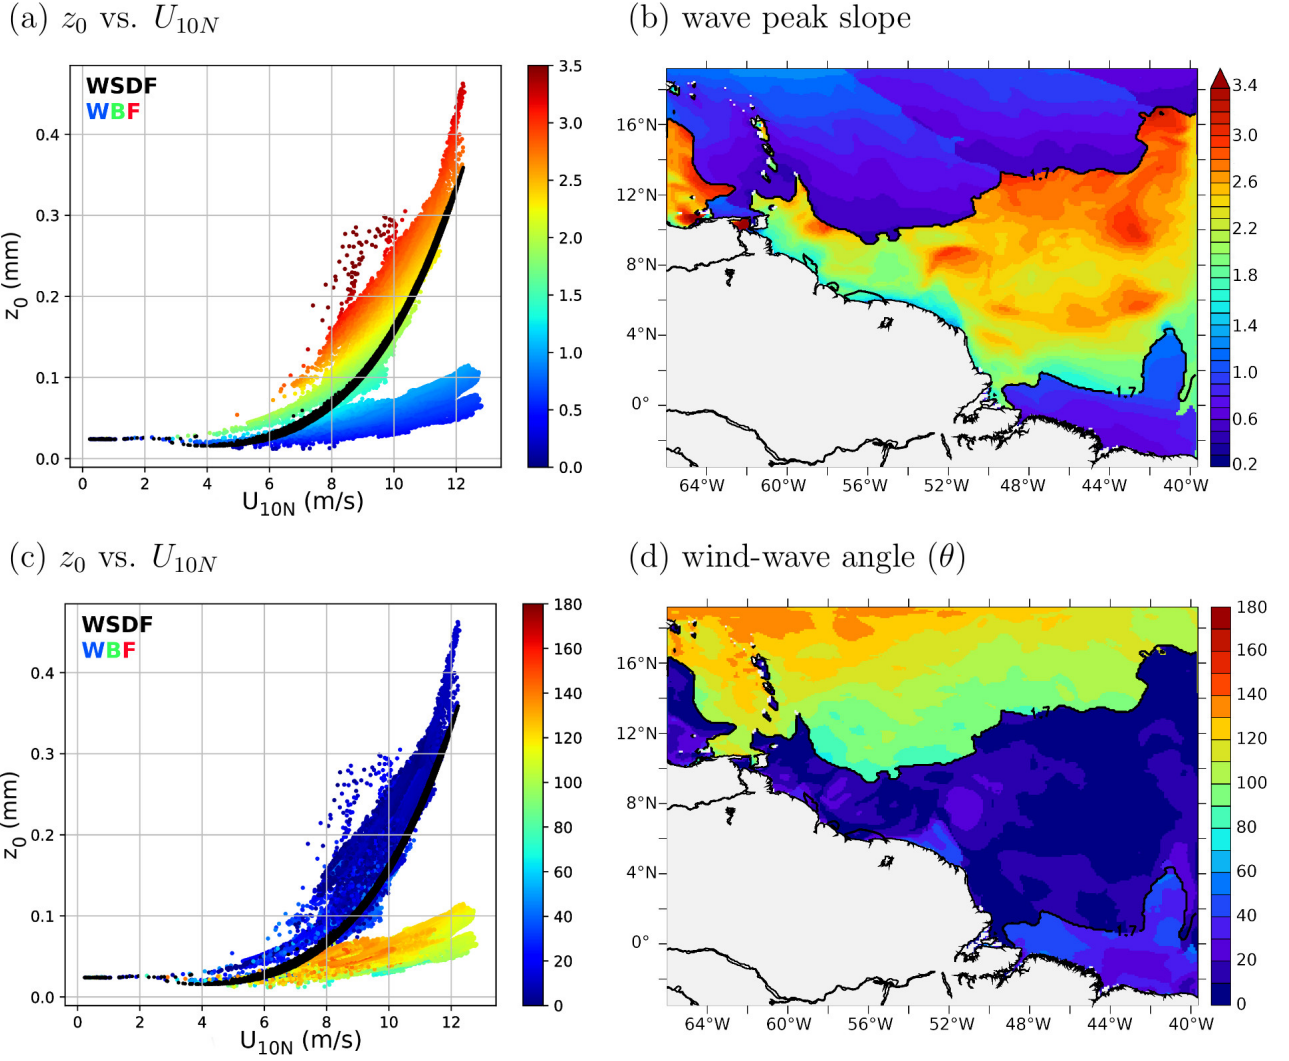 (a) z0 vs. U10N
WSDF
WBF
z0 (mm)
0.4
0.3
0.2
0.1
0.0
0 2 4 6 8 10 12
U10N (m/s)
3.5
3.0
2.5
2.0
1.5
1.0
0.5
0.0
(b) wave peak slope
16°N
12°N
8°N
4°N
0°
1.7
1.7
64°W 60°W 56°W 52°W 48°W 44°W 40°W
3.4
3.0
2.6
2.2
1.8
1.4
1.0
0.6
0.2
(c) z0 vs. U10N
WSDF
WBF
z0 (mm)
0.4
0.3
0.2
0.1
0.0
0 2 4 6 8 10 12
U10N (m/s)
180
160
140
120
100
80
60
40
20
0
(d) wind-wave angle (θ)
16°N
12°N
8°N
4°N
0°
1.7
1.7
64°W 60°W 56°W 52°W 48°W 44°W 40°W
180
160
140
120
100
80
60
40
20
0